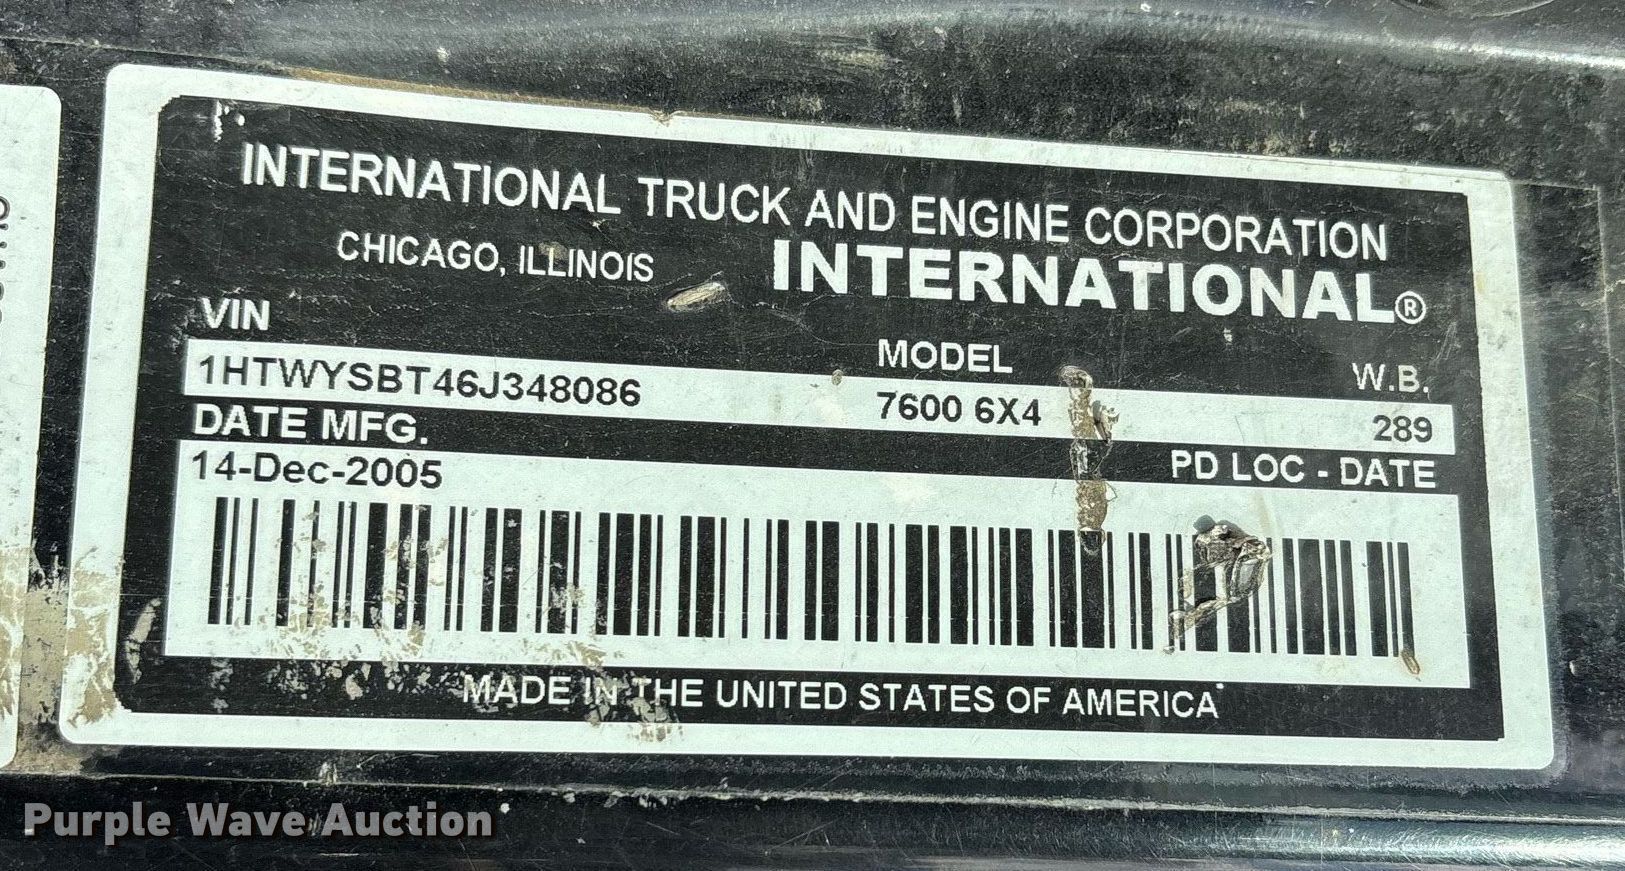 INTERNATIONAL TRUCK AND ENGINE CORPORATION
CHICAGO, ILLINOIS
INTERNATIONAL®
VIN
MODEL
W.B.
1HTWYSBT46J348086
7600 6X4
289
DATE MFG.
PD LOC - DATE
14-Dec-2005
MADE IN THE UNITED STATES OF AMERICA
Purple Wave Auction